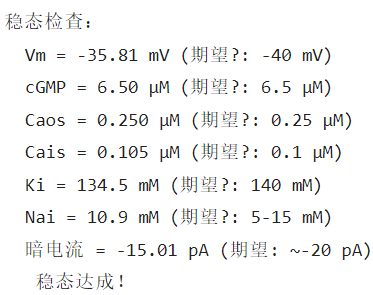 稳态检查:
Vm = -35.81 mV (期望?: -40 mV)
cGMP = 6.50 μM (期望?: 6.5 μM)
Caos = 0.250 μM (期望?: 0.25 μM)
Cais = 0.105 μM (期望?: 0.1 μM)
Ki = 134.5 mM (期望?: 140 mM)
Nai = 10.9 mM (期望?: 5-15 mM)
暗电流 = -15.01 pA (期望: ~-20 pA)
稳态达成!